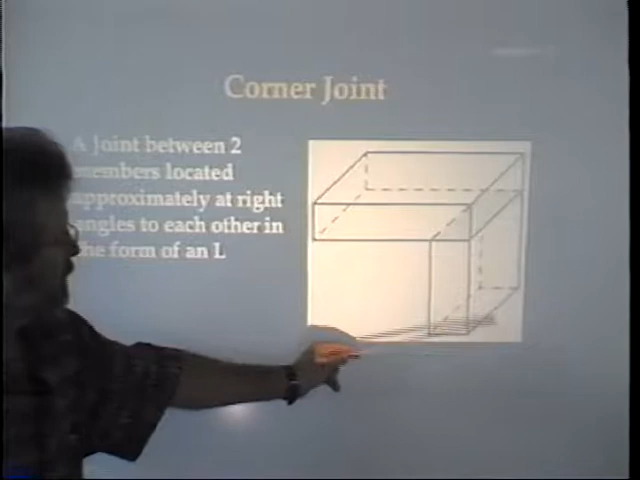 Corner Joint
A Joint between 2
members located
approximately at right
angles to each other in
the form of an L